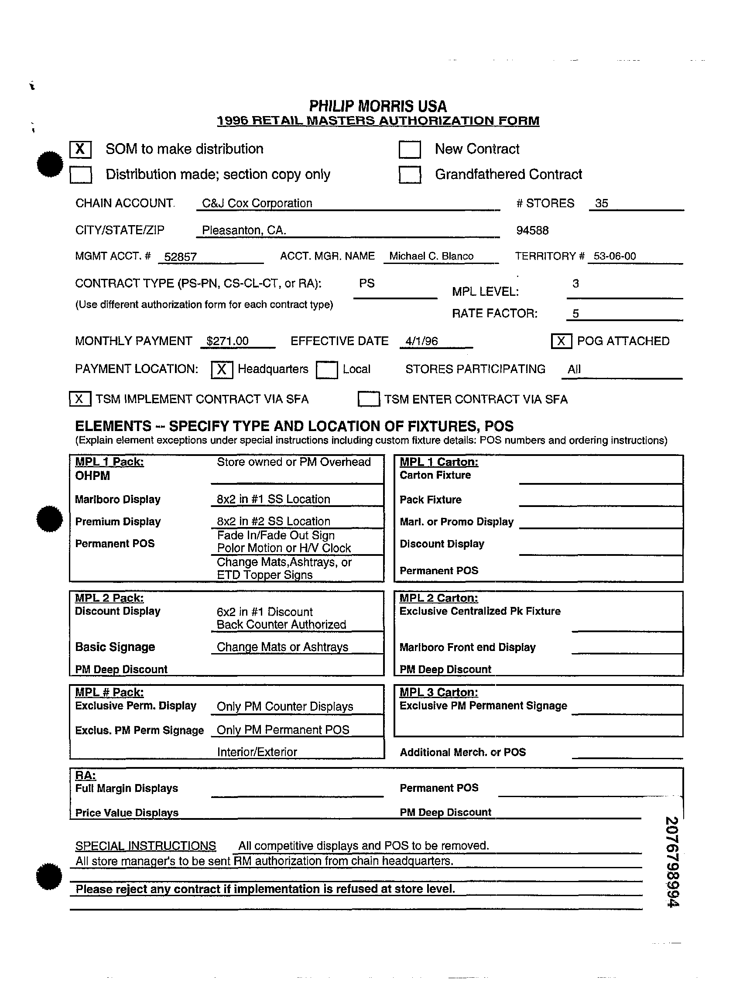 PHILIP MORRIS USA
1996 RETAIL MASTERS AUTHORIZATION FORM
X SOM to make distribution New Contract
Distribution made; section copy only Grandfathered Contract
CHAIN ACCOUNT. C&J Cox Corporation # STORES 35
CITY/STATE/ZIP Pleasanton, CA. 94588
MGMT ACCT. # 52857 ACCT. MGR. NAME Michael C. Blanco TERRITORY # 53-06-00
CONTRACT TYPE (PS-PN, CS-CL-CT, or RA): PS MPL LEVEL: 3
(Use different authorization form for each contract type) RATE FACTOR: 5
MONTHLY PAYMENT $271.00 EFFECTIVE DATE 4/1/96 X POG ATTACHED
PAYMENT LOCATION: X Headquarters Local STORES PARTICIPATING All
X TSM IMPLEMENT CONTRACT VIA SFA TSM ENTER CONTRACT VIA SFA
ELEMENTS -- SPECIFY TYPE AND LOCATION OF FIXTURES, POS
(Explain element exceptions under special instructions including custom fixture details: POS numbers and ordering instructions)
MPL 1 Pack: Store owned or PM Overhead
OHPM
Marlboro Display 8x2 in #1 SS Location
Premium Display 8x2 in #2 SS Location
Permanent POS Fade In/Fade Out Sign
Polor Motion or H/V Clock
Change Mats,Ashtrays, or
ETD Topper Signs
MPL 1 Carton:
Carton Fixture
Pack Fixture
Marl. or Promo Display
Discount Display
Permanent POS
MPL 2 Pack:
Discount Display 6x2 in #1 Discount
Back Counter Authorized
Basic Signage Change Mats or Ashtrays
PM Deep Discount
MPL 2 Carton:
Exclusive Centralized Pk Fixture
Marlboro Front end Display
PM Deep Discount
MPL # Pack:
Exclusive Perm. Display Only PM Counter Displays
Exclus. PM Perm Signage Only PM Permanent POS
Interior/Exterior
MPL 3 Carton:
Exclusive PM Permanent Signage
Additional Merch. or POS
RA:
Full Margin Displays Permanent POS
Price Value Displays PM Deep Discount
SPECIAL INSTRUCTIONS All competitive displays and POS to be removed.
All store manager's to be sent RM authorization from chain headquarters.
Please reject any contract if implementation is refused at store level.
2076798994